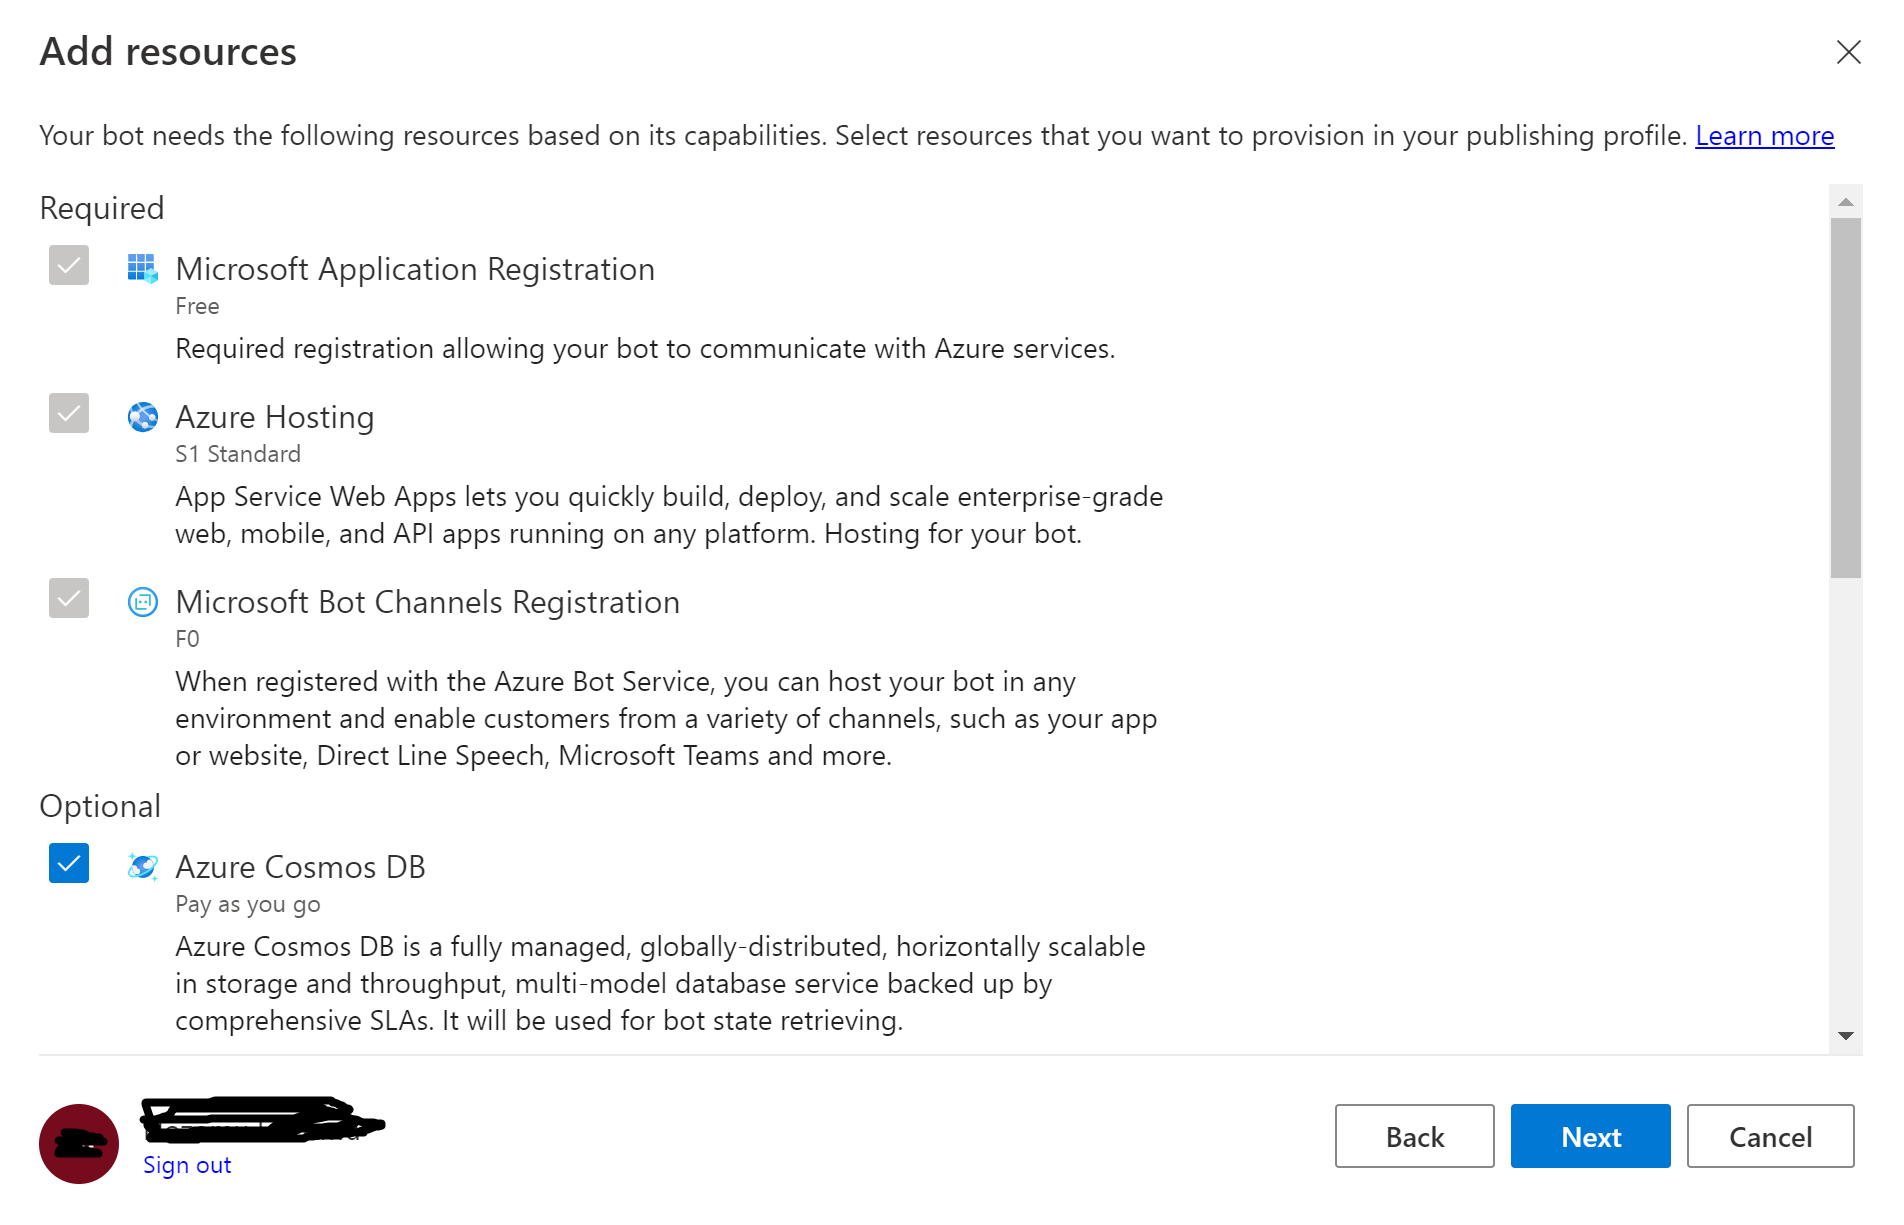 Add resources
Your bot needs the following resources based on its capabilities. Select resources that you want to provision in your publishing profile. Learn more
Required
Microsoft Application Registration
Free
Required registration allowing your bot to communicate with Azure services.
Azure Hosting
S1 Standard
App Service Web Apps lets you quickly build, deploy, and scale enterprise-grade
web, mobile, and API apps running on any platform. Hosting for your bot.
Microsoft Bot Channels Registration
F0
When registered with the Azure Bot Service, you can host your bot in any
environment and enable customers from a variety of channels, such as your app
or website, Direct Line Speech, Microsoft Teams and more.
Optional
Azure Cosmos DB
Pay as you go
Azure Cosmos DB is a fully managed, globally-distributed, horizontally scalable
in storage and throughput, multi-model database service backed up by
comprehensive SLAs. It will be used for bot state retrieving.
Sign out
Back
Next
Cancel